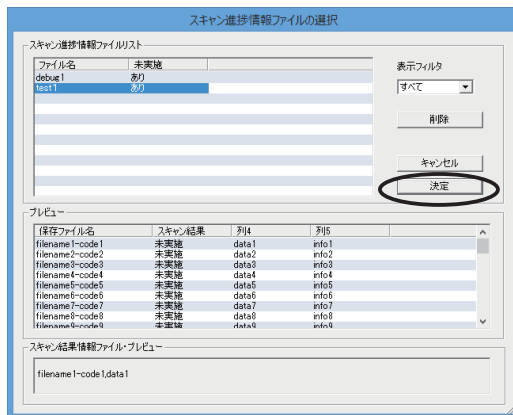 スキャン進捗情報ファイルの選択
スキャン進捗情報ファイルリスト
ファイル名 未実施
debug1 あり
test1 あり
表示フィルタ
すべて
削除
キャンセル
決定
プレビュー
保存ファイル名 スキャン結果 列4 列5
filename1-code1 未実施 data1 info1
filename2-code2 未実施 data2 info2
filename3-code3 未実施 data3 info3
filename4-code4 未実施 data4 info4
filename5-code5 未実施 data5 info5
filename6-code6 未実施 data6 info6
filename7-code7 未実施 data7 info7
filename8-code8 未実施 data8 info8
filename9-code9 未実施 data9 info9
スキャン結果情報ファイル・プレビュー
filename1-code1,data1